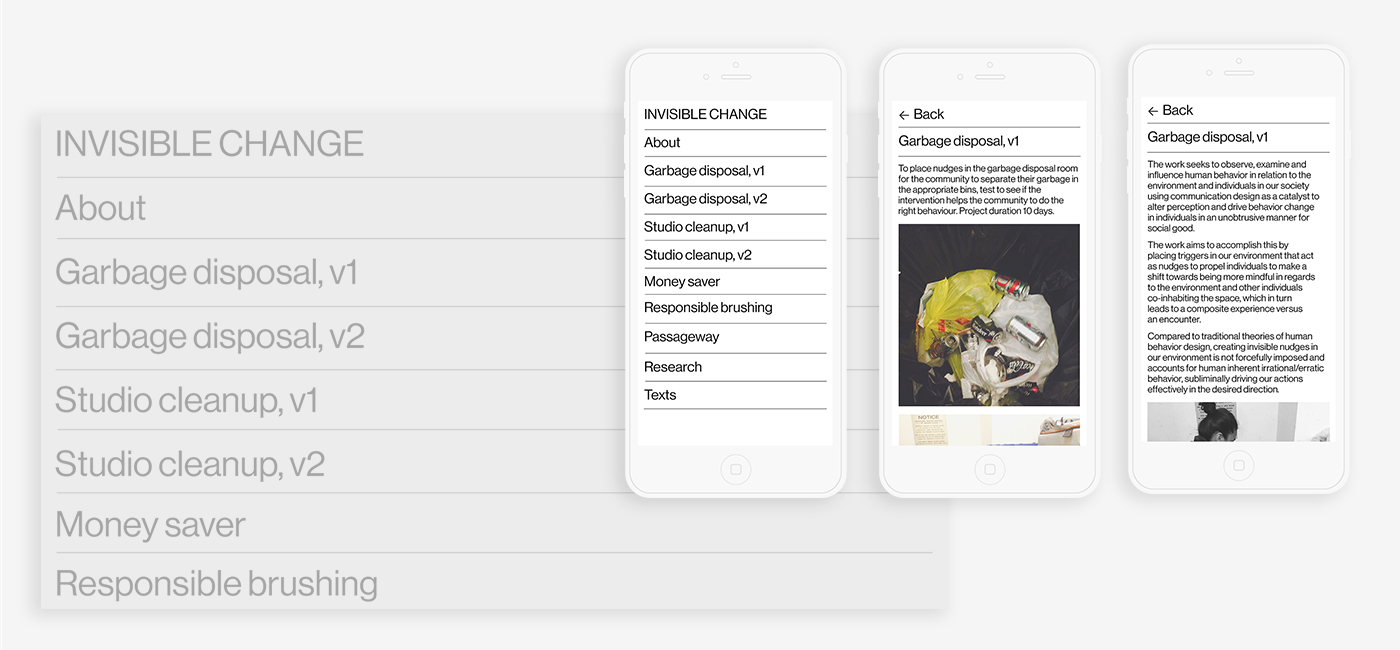 INVISIBLE CHANGE
About
Garbage disposal, v1
Garbage disposal, v2
Studio cleanup, v1
Studio cleanup, v2
Money saver
Responsible brushing
INVISIBLE CHANGE
About
Garbage disposal, v1
Garbage disposal, v2
Studio cleanup, v1
Studio cleanup, v2
Money saver
Responsible brushing
Passageway
Research
Texts
← Back
Garbage disposal, v1
To place nudges in the garbage disposal room
for the community to separate their garbage in
the appropriate bins, test to see if the
intervention helps the community to do the
right behaviour. Project duration 10 days.
NOTICE
← Back
Garbage disposal, v1
The work seeks to observe, examine and
influence human behavior in relation to the
environment and individuals in our society
using communication design as a catalyst to
alter perception and drive behavior change
in individuals in an unobtrusive manner for
social good.
The work aims to accomplish this by
placing triggers in our environment that act
as nudges to propel individuals to make a
shift towards being more mindful in regards
to the environment and other individuals
co-inhabiting the space, which in turn
leads to a composite experience versus
an encounter.
Compared to traditional theories of human
behavior design, creating invisible nudges in
our environment is not forcefully imposed and
accounts for human inherent irrational/erratic
behavior, subliminally driving our actions
effectively in the desired direction.